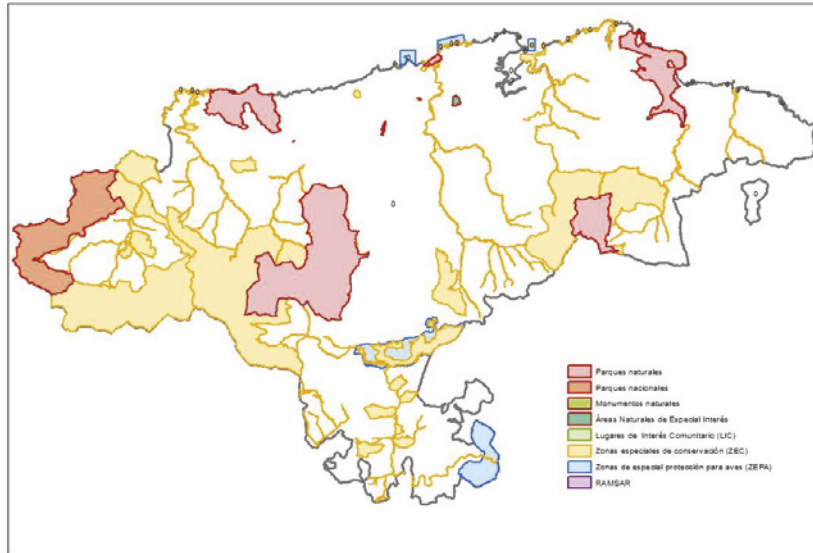 Parques naturales
Parques nacionales
Monumentos naturales
Áreas Naturales de Especial Interés
Lugares de Interés Comunitario (LIC)
Zonas especiales de conservación (ZEC)
Zonas de especial protección para aves (ZEPA)
RAMSAR